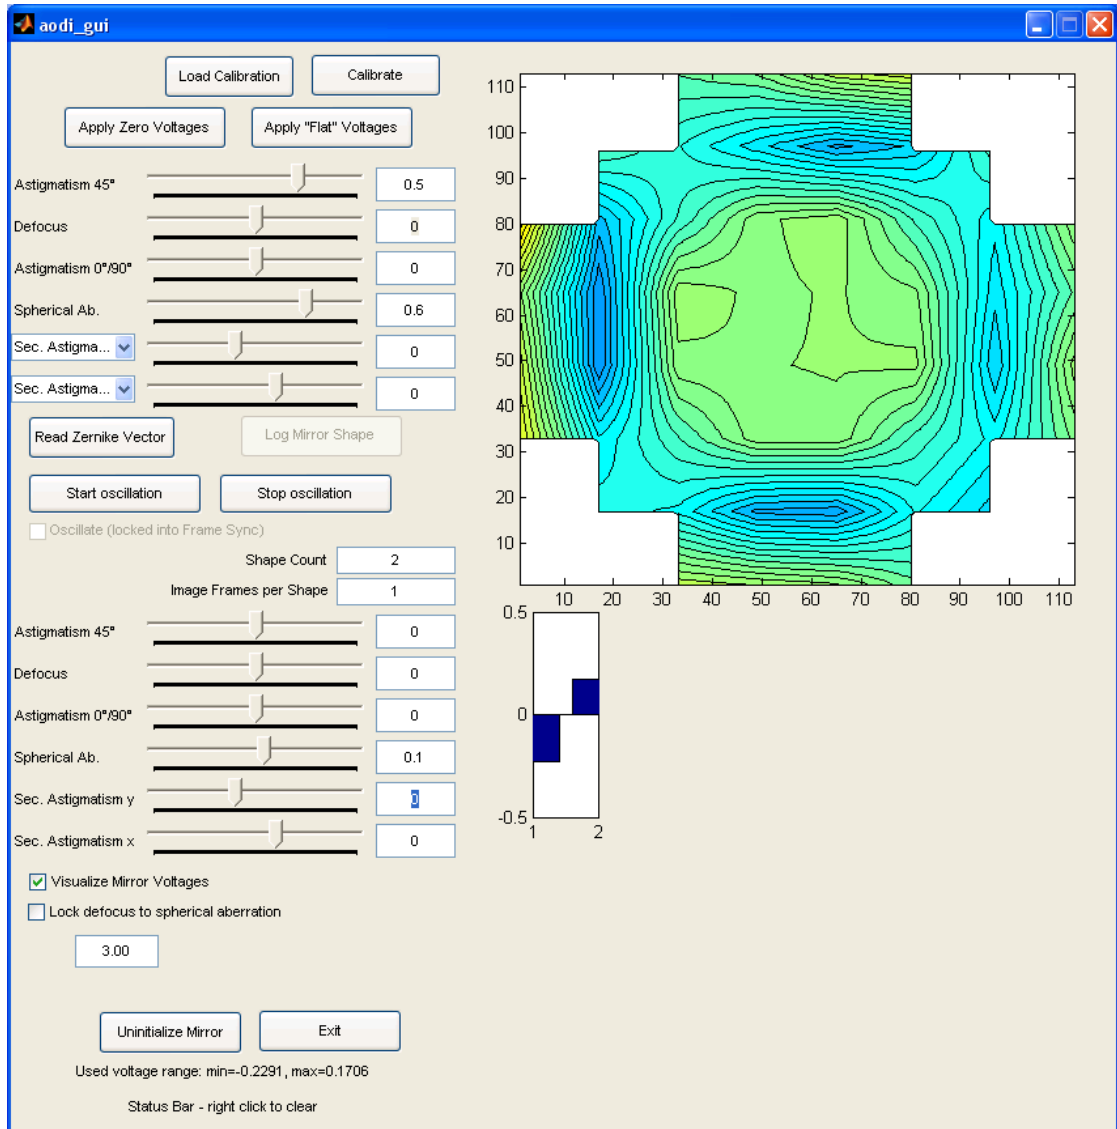 aodi_gui
Load Calibration Calibrate
Apply Zero Voltages Apply "Flat" Voltages
Astigmatism 45° 0.5
Defocus 0
Astigmatism 0°/90° 0
Spherical Ab. 0.6
Sec. Astigma... 0
Sec. Astigma... 0
Read Zernike Vector Log Mirror Shape
Start oscillation Stop oscillation
Oscillate (locked into Frame Sync)
Shape Count 2
Image Frames per Shape 1
Astigmatism 45° 0
Defocus 0
Astigmatism 0°/90° 0
Spherical Ab. 0.1
Sec. Astigmatism y 0
Sec. Astigmatism x 0
Visualize Mirror Voltages
Lock defocus to spherical aberration
3.00
Uninitialize Mirror Exit
Used voltage range: min=-0.2291, max=0.1706
Status Bar - right click to clear
110
100
90
80
70
60
50
40
30
20
10
10 20 30 40 50 60 70 80 90 100 110
0.5
0
-0.5
1 2